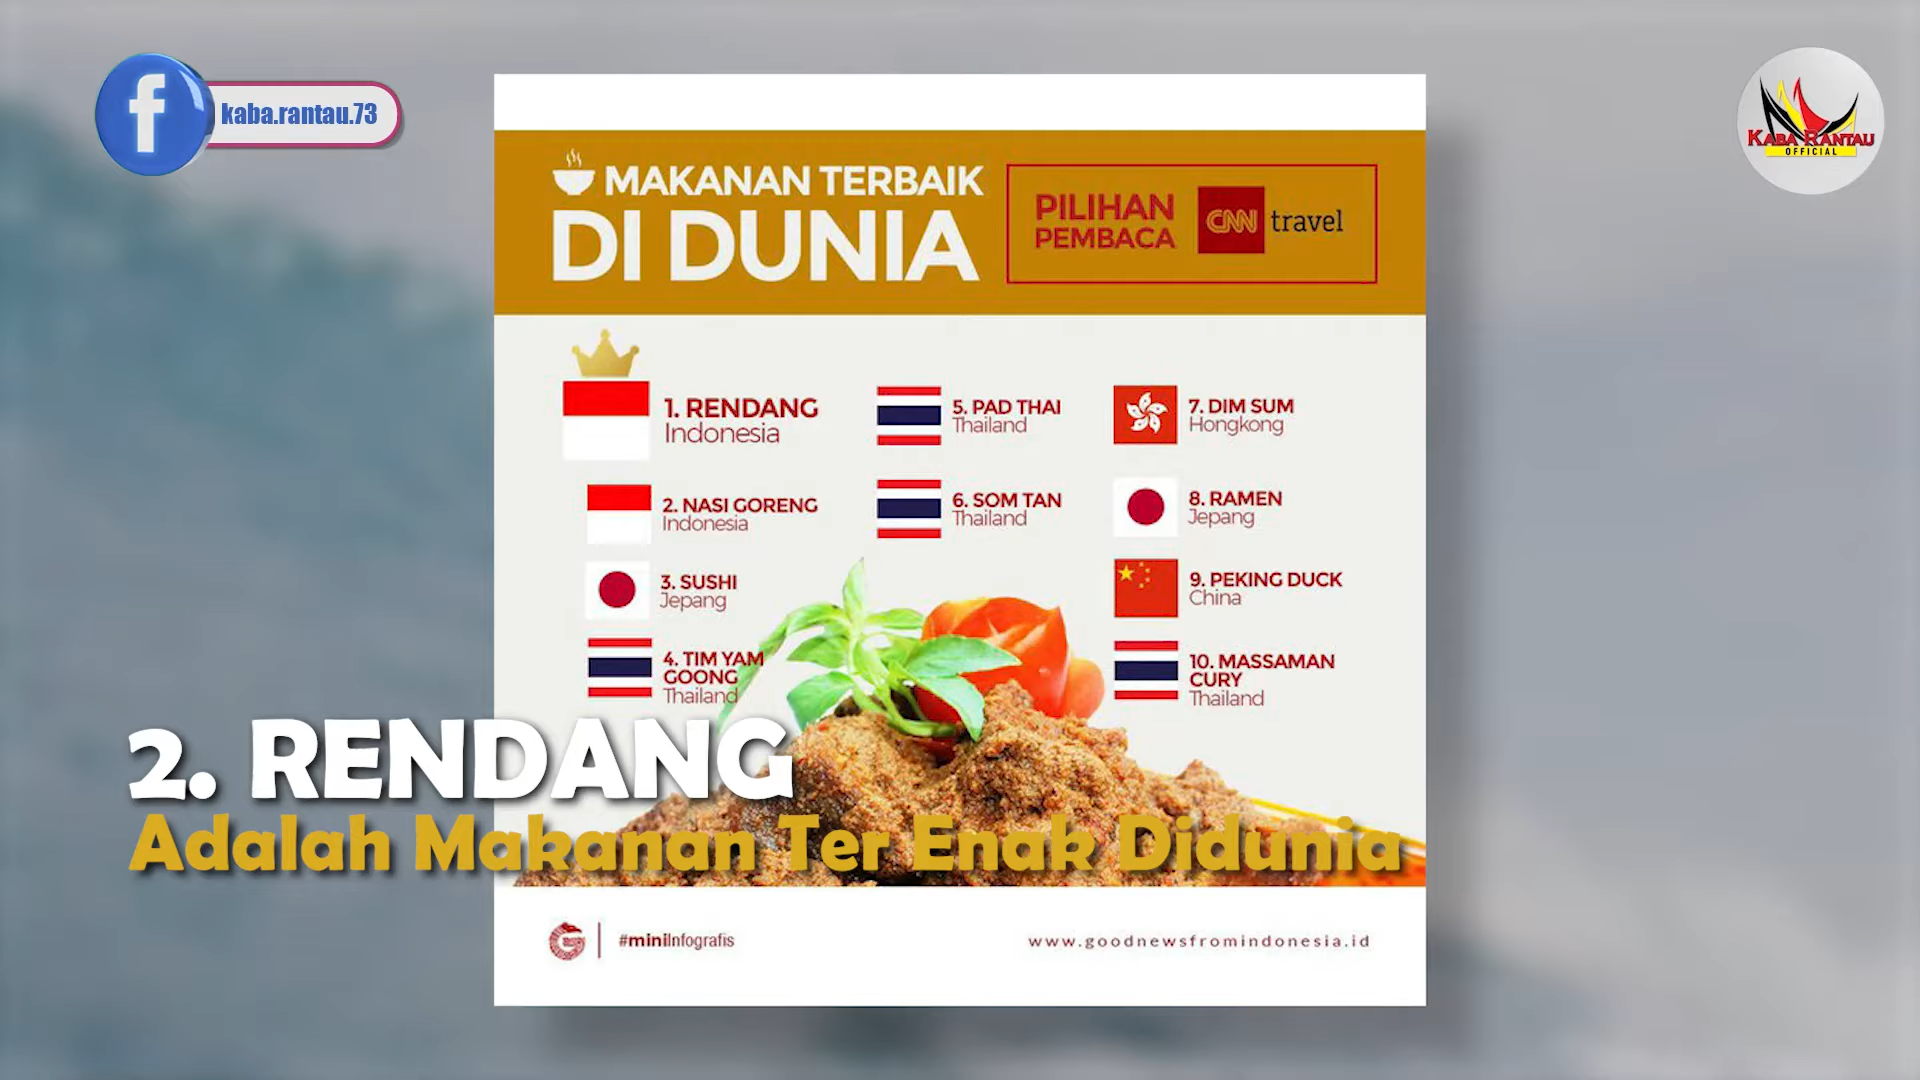 kaba.rantau.73
KABA RANTAU
OFFICIAL
MAKANAN TERBAIK
DI DUNIA
PILIHAN
PEMBACA
CNN travel
1. RENDANG
Indonesia
2. NASI GORENG
Indonesia
3. SUSHI
Jepang
4. TIM YAM
GOONG
Thailand
5. PAD THAI
Thailand
6. SOM TAN
Thailand
7. DIM SUM
Hongkong
8. RAMEN
Jepang
9. PEKING DUCK
China
10. MASSAMAN
CURY
Thailand
2. RENDANG
Adalah Makanan Ter Enak Didunia
#miniInfografis
www.goodnewsfromindonesia.id